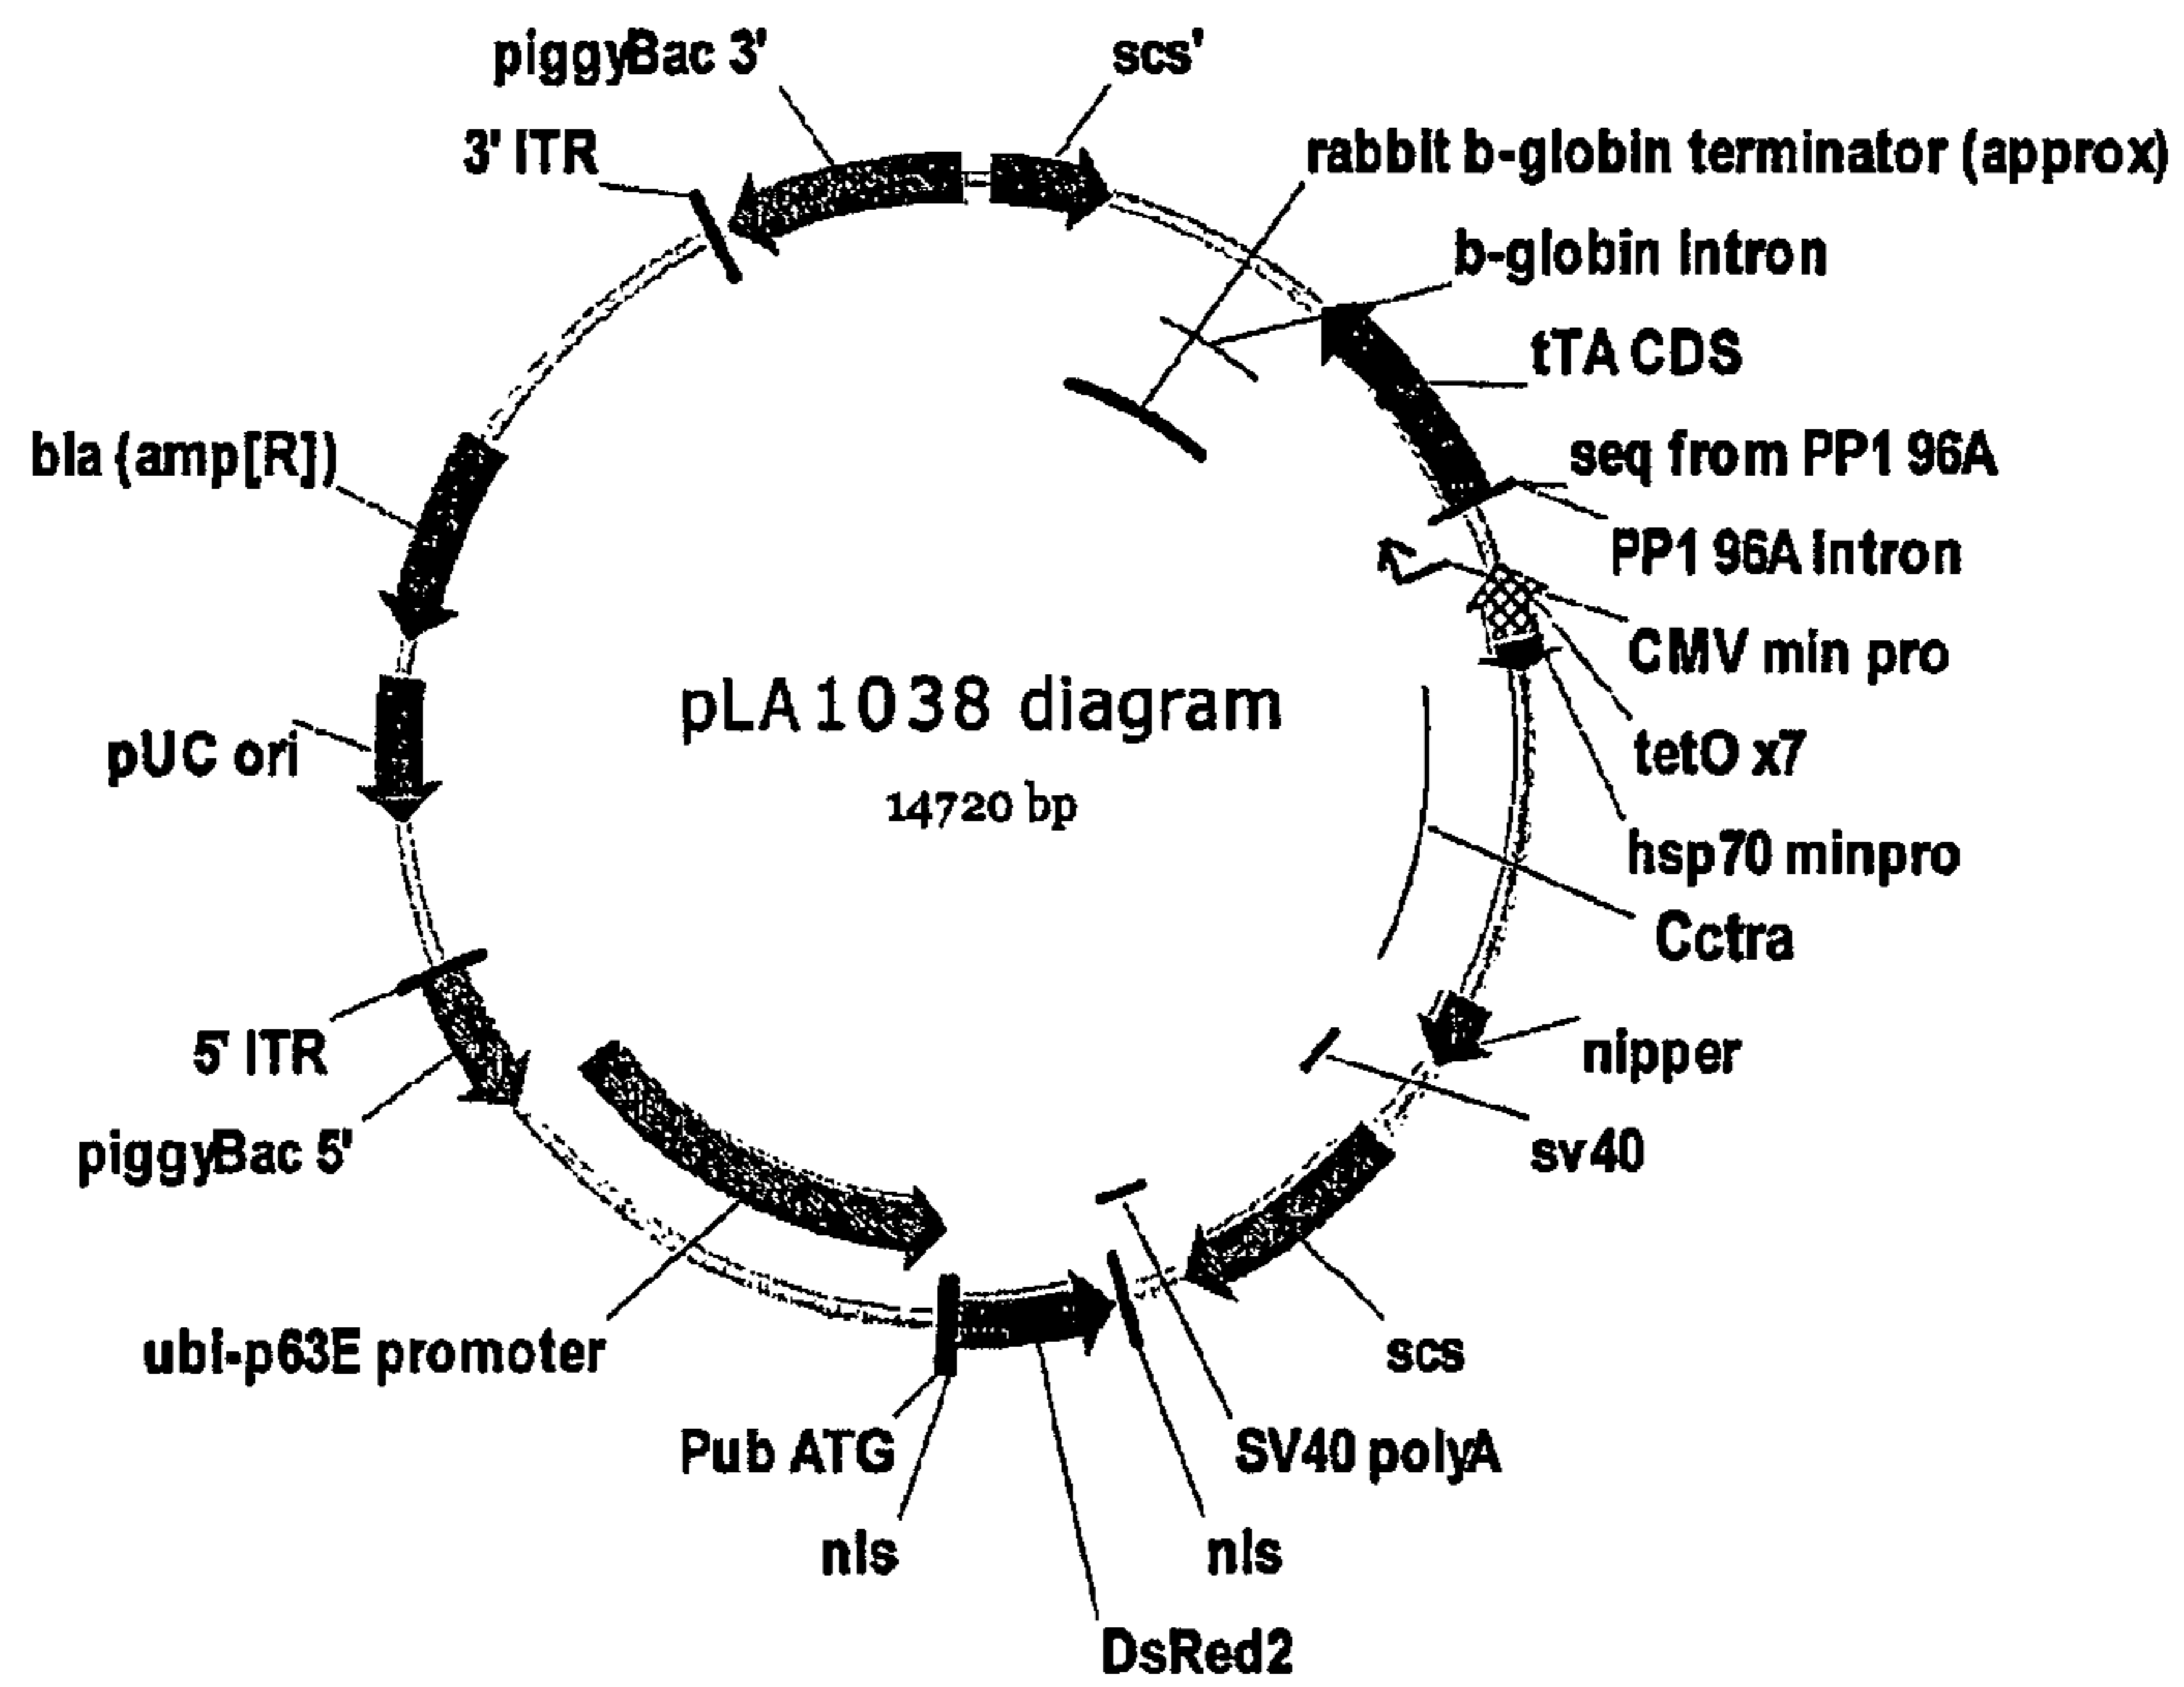 piggyBac 3'
scs'
3' ITR
rabbit b-globin terminator (approx)
b-globin Intron
tTA CDS
bla (amp[R])
seq from PP1 96A
PP1 96A Intron
CMV min pro
pLA1038 diagram
pUC ori
tetO x7
14720 bp
hsp70 minpro
Cctra
5' ITR
nipper
piggyBac 5'
sv40
ubi-p63E promoter
scs
Pub ATG
SV40 polyA
nls
nls
DsRed2